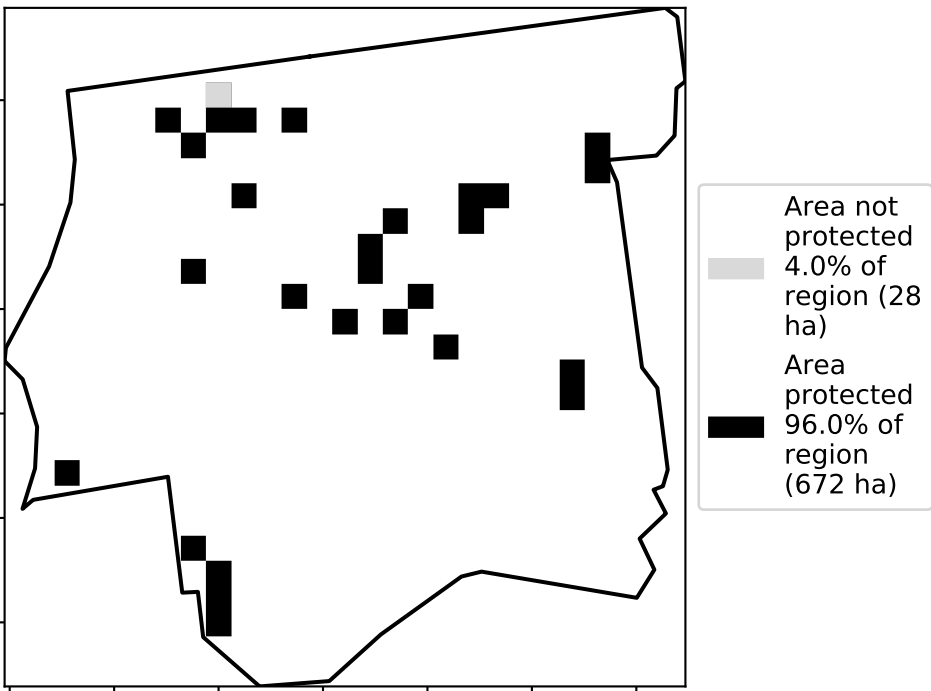 Area not
protected
4.0% of
region (28
ha)
Area
protected
96.0% of
region
(672 ha)